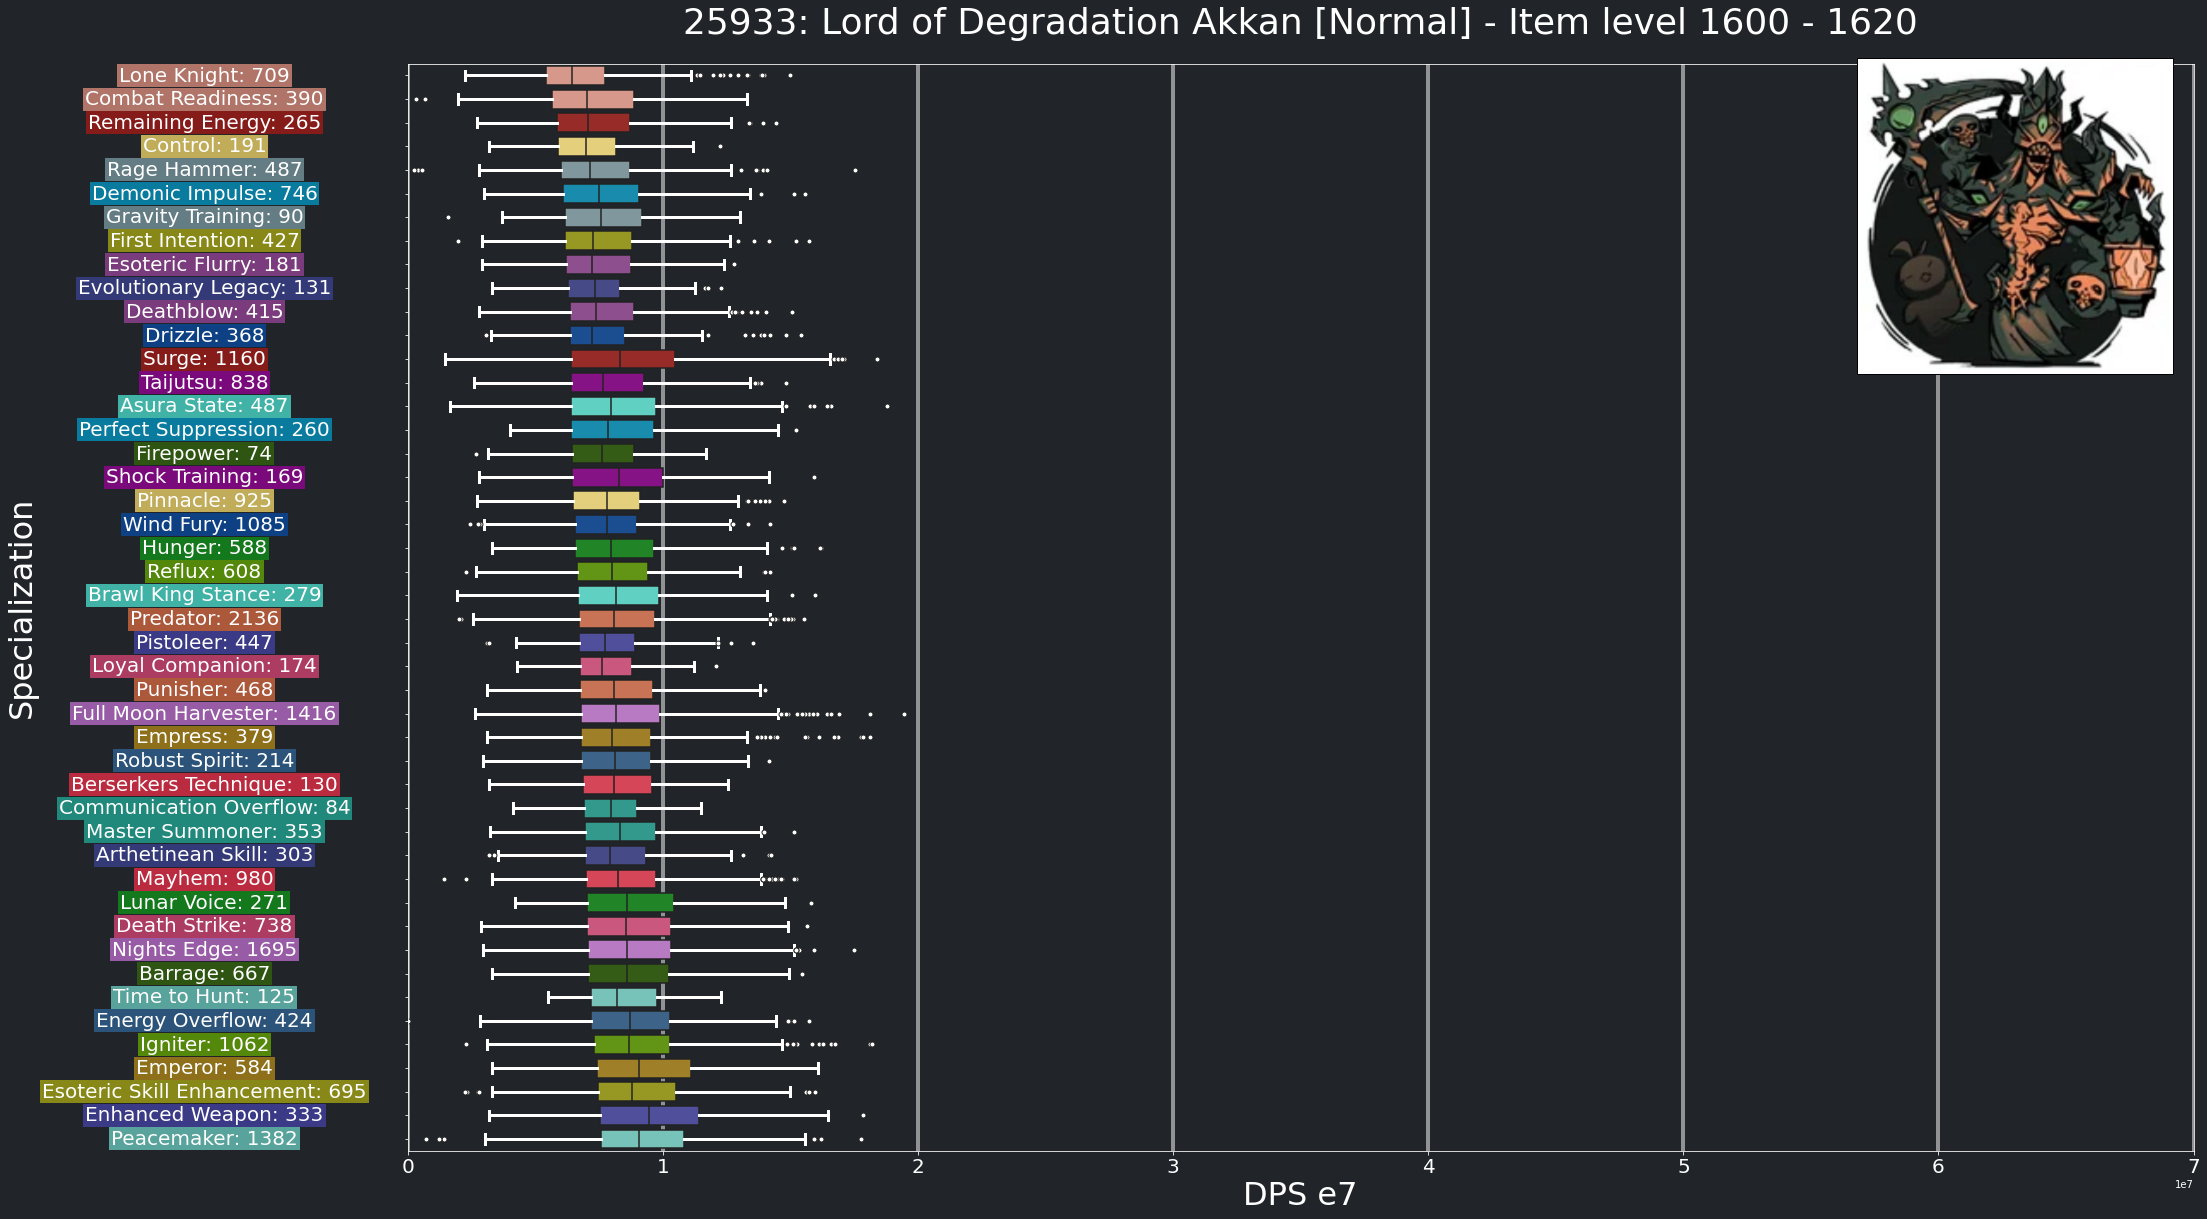 25933: Lord of Degradation Akkan [Normal] - Item level 1600 - 1620
Specialization
Lone Knight: 709
Combat Readiness: 390
Remaining Energy: 265
Control: 191
Rage Hammer: 487
Demonic Impulse: 746
Gravity Training: 90
First Intention: 427
Esoteric Flurry: 181
Evolutionary Legacy: 131
Deathblow: 415
Drizzle: 368
Surge: 1160
Taijutsu: 838
Asura State: 487
Perfect Suppression: 260
Firepower: 74
Shock Training: 169
Pinnacle: 925
Wind Fury: 1085
Hunger: 588
Reflux: 608
Brawl King Stance: 279
Predator: 2136
Pistoleer: 447
Loyal Companion: 174
Punisher: 468
Full Moon Harvester: 1416
Empress: 379
Robust Spirit: 214
Berserkers Technique: 130
Communication Overflow: 84
Master Summoner: 353
Arthetinean Skill: 303
Mayhem: 980
Lunar Voice: 271
Death Strike: 738
Nights Edge: 1695
Barrage: 667
Time to Hunt: 125
Energy Overflow: 424
Igniter: 1062
Emperor: 584
Esoteric Skill Enhancement: 695
Enhanced Weapon: 333
Peacemaker: 1382
0 1 2 3 4 5 6 7
1e7
DPS e7